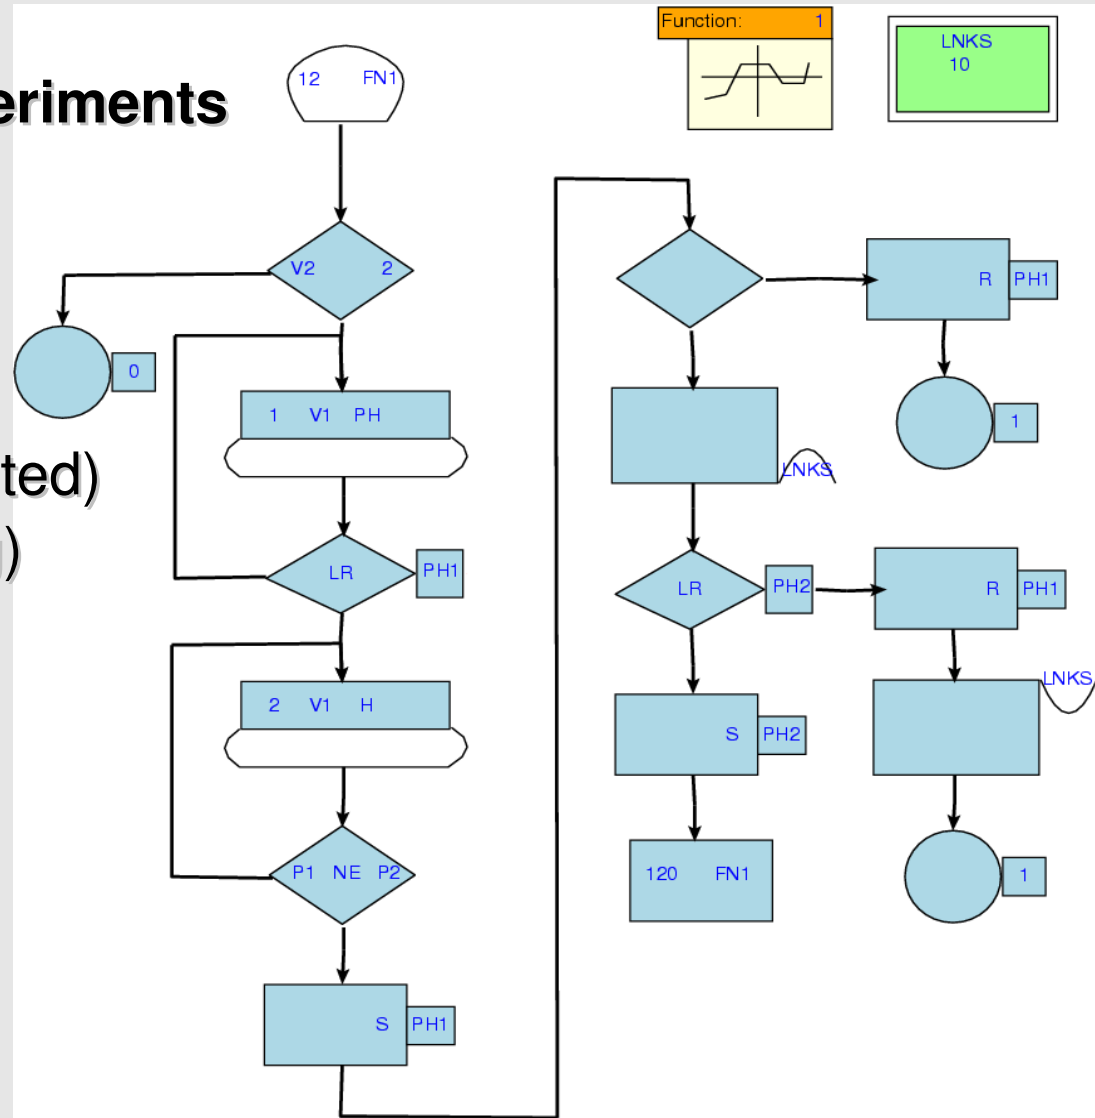 Function: 1
LNKS
10
eriments
12 FN1
V2 2
0
1 V1 PH
ted)
)
LR PH1
2 V1 H
P1 NE P2
S PH1
R PH1
1
LNKS
LR PH2
R PH1
LNKS
S PH2
120 FN1
1